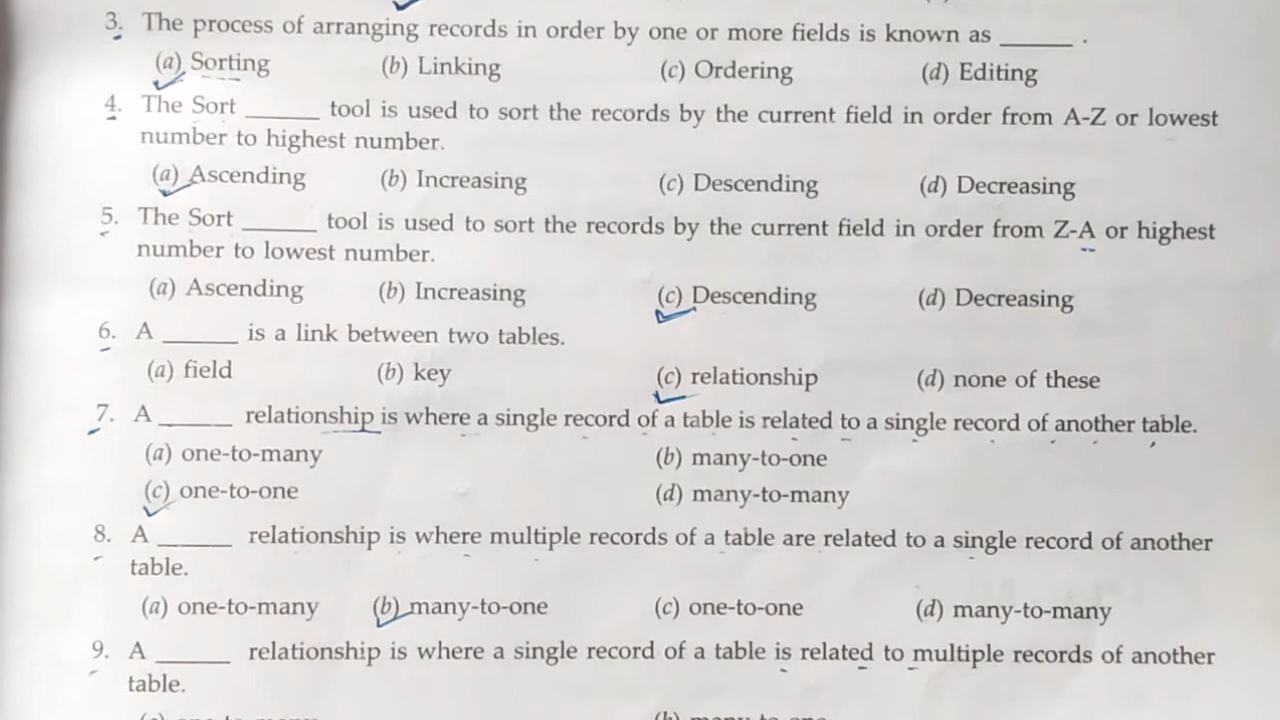 3. The process of arranging records in order by one or more fields is known as ______ .
(a) Sorting (b) Linking (c) Ordering (d) Editing
4. The Sort ______ tool is used to sort the records by the current field in order from A-Z or lowest
number to highest number.
(a) Ascending (b) Increasing (c) Descending (d) Decreasing
5. The Sort ______ tool is used to sort the records by the current field in order from Z-A or highest
number to lowest number.
(a) Ascending (b) Increasing (c) Descending (d) Decreasing
6. A ______ is a link between two tables.
(a) field (b) key (c) relationship (d) none of these
7. A ______ relationship is where a single record of a table is related to a single record of another table.
(a) one-to-many (b) many-to-one
(c) one-to-one (d) many-to-many
8. A ______ relationship is where multiple records of a table are related to a single record of another
table.
(a) one-to-many (b) many-to-one (c) one-to-one (d) many-to-many
9. A ______ relationship is where a single record of a table is related to multiple records of another
table.